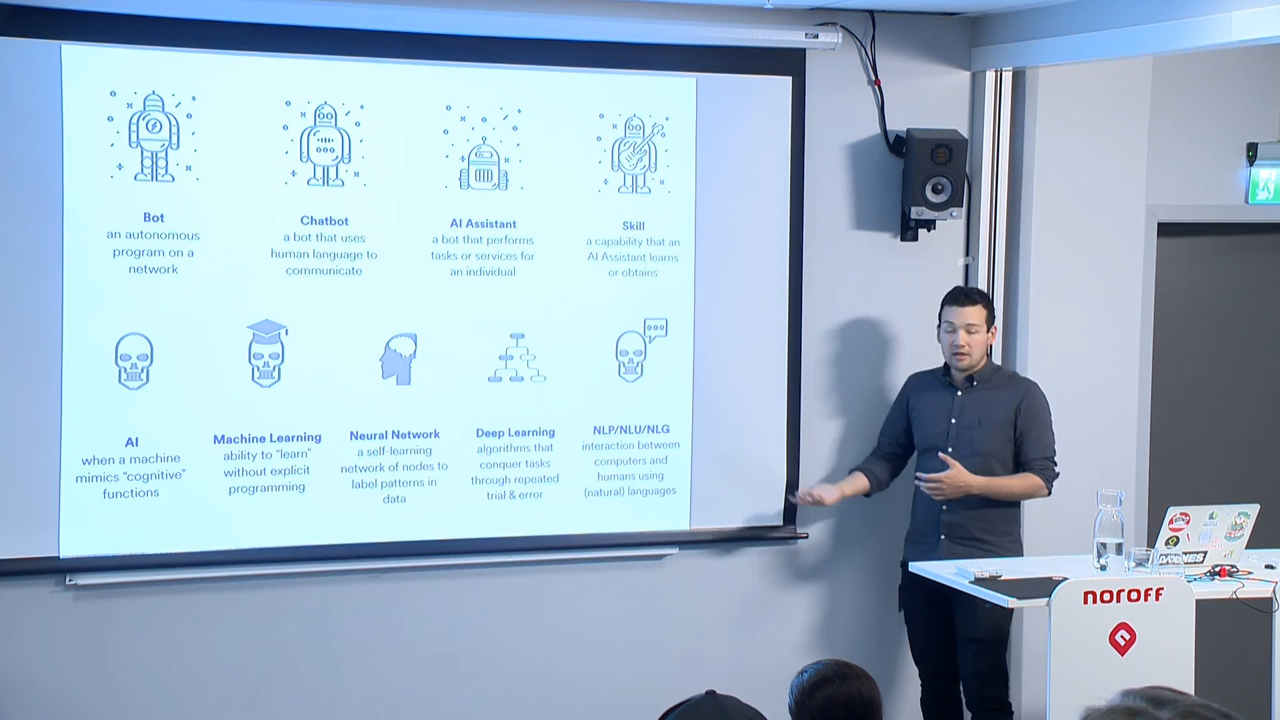 Bot
an autonomous
program on a
network
Chatbot
a bot that uses
human language to
communicate
AI Assistant
a bot that performs
tasks or services for
an individual
Skill
a capability that an
AI Assistant learns
or obtains
AI
when a machine
mimics "cognitive"
functions
Machine Learning
ability to "learn"
without explicit
programming
Neural Network
a self-learning
network of nodes to
label patterns in
data
Deep Learning
algorithms that
conquer tasks
through repeated
trial & error
NLP/NLU/NLG
interaction between
computers and
humans using
(natural) languages
noroff